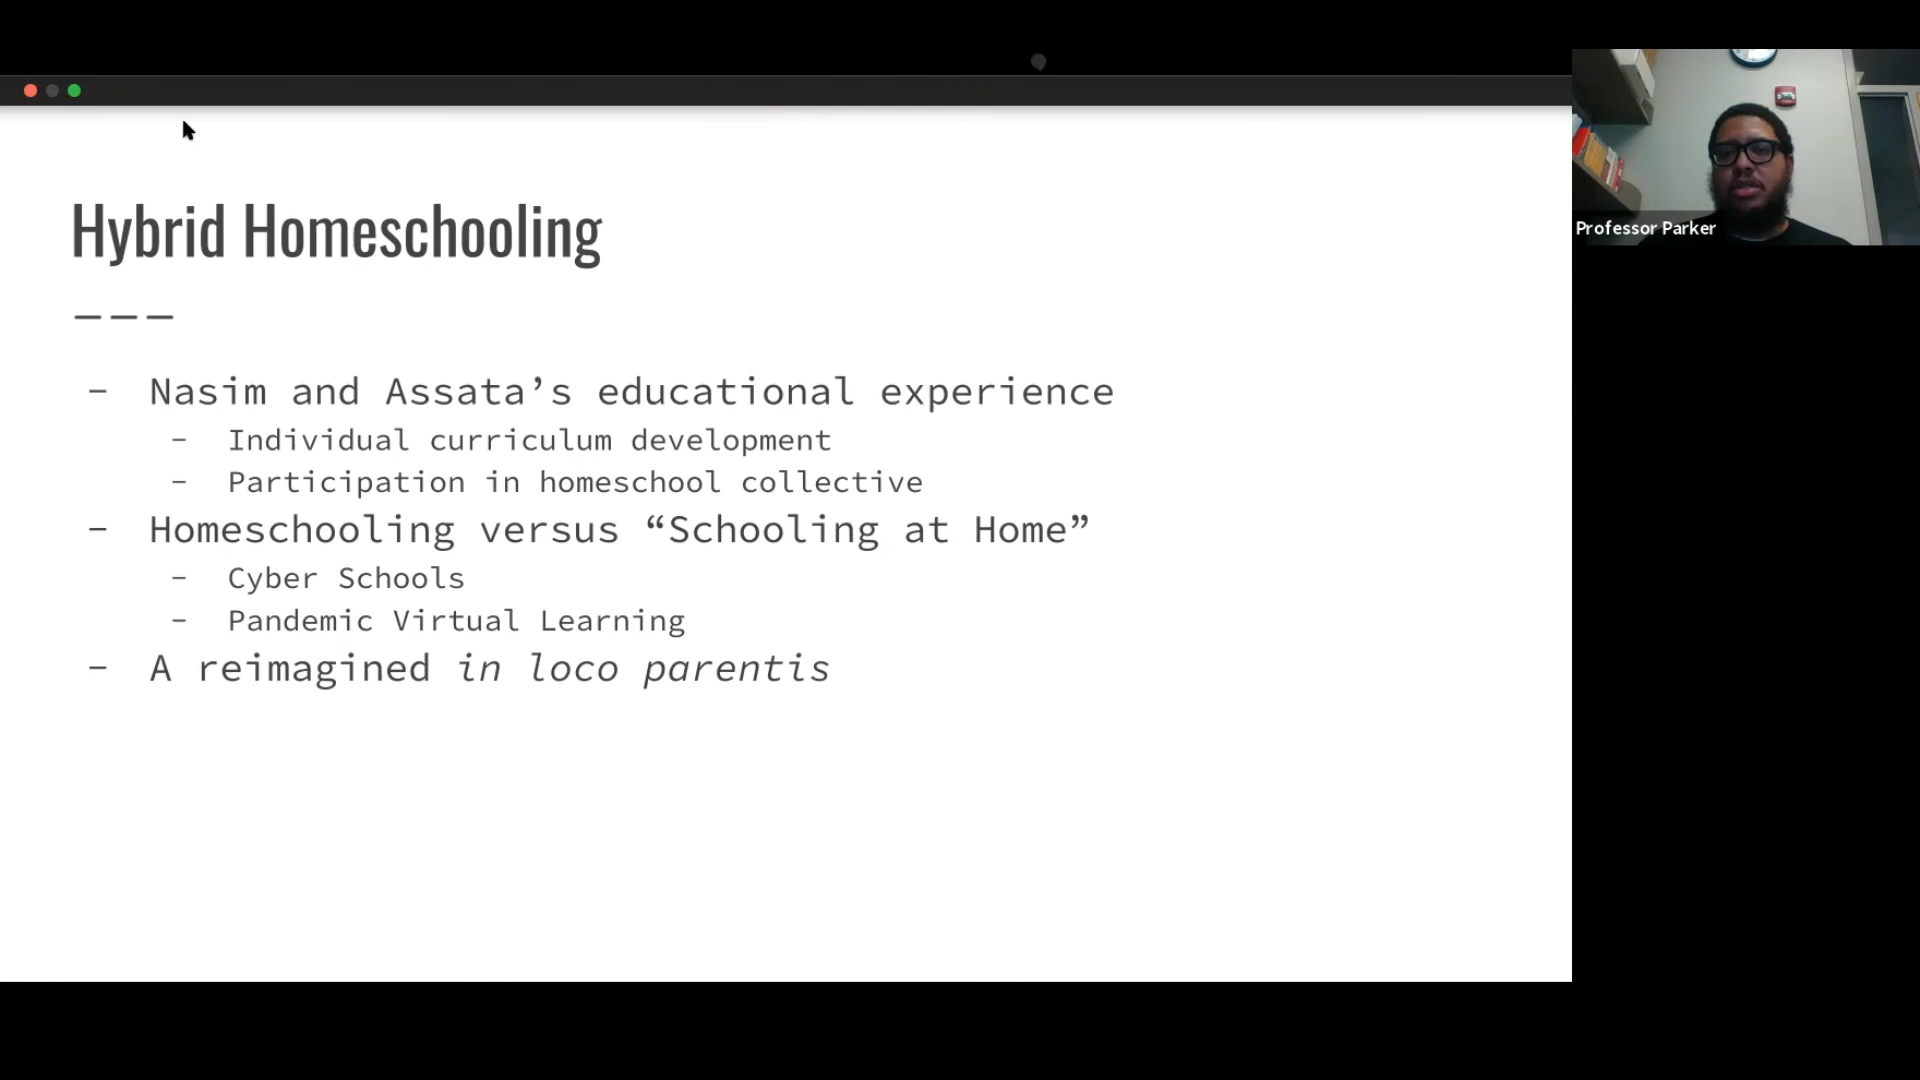 Hybrid Homeschooling
– Nasim and Assata’s educational experience
– Individual curriculum development
– Participation in homeschool collective
– Homeschooling versus “Schooling at Home”
– Cyber Schools
– Pandemic Virtual Learning
– A reimagined in loco parentis
Professor Parker